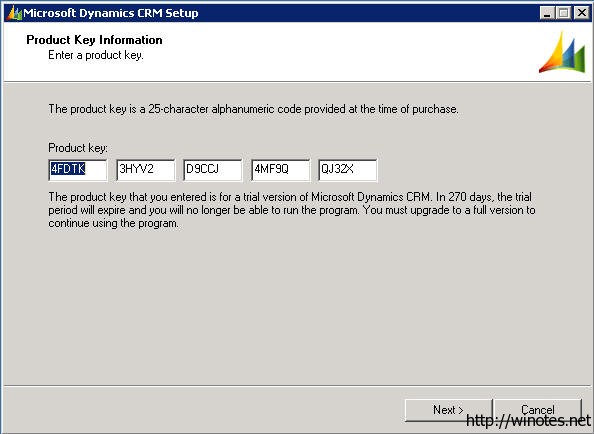 Microsoft Dynamics CRM Setup
Product Key Information
Enter a product key.
The product key is a 25-character alphanumeric code provided at the time of purchase.
Product key:
4FDTK 3HYV2 D9CCJ 4MF9Q QJ3ZX
The product key that you entered is for a trial version of Microsoft Dynamics CRM. In 270 days, the trial
period will expire and you will no longer be able to run the program. You must upgrade to a full version to
continue using the program.
Next > Cancel
http://winotes.net